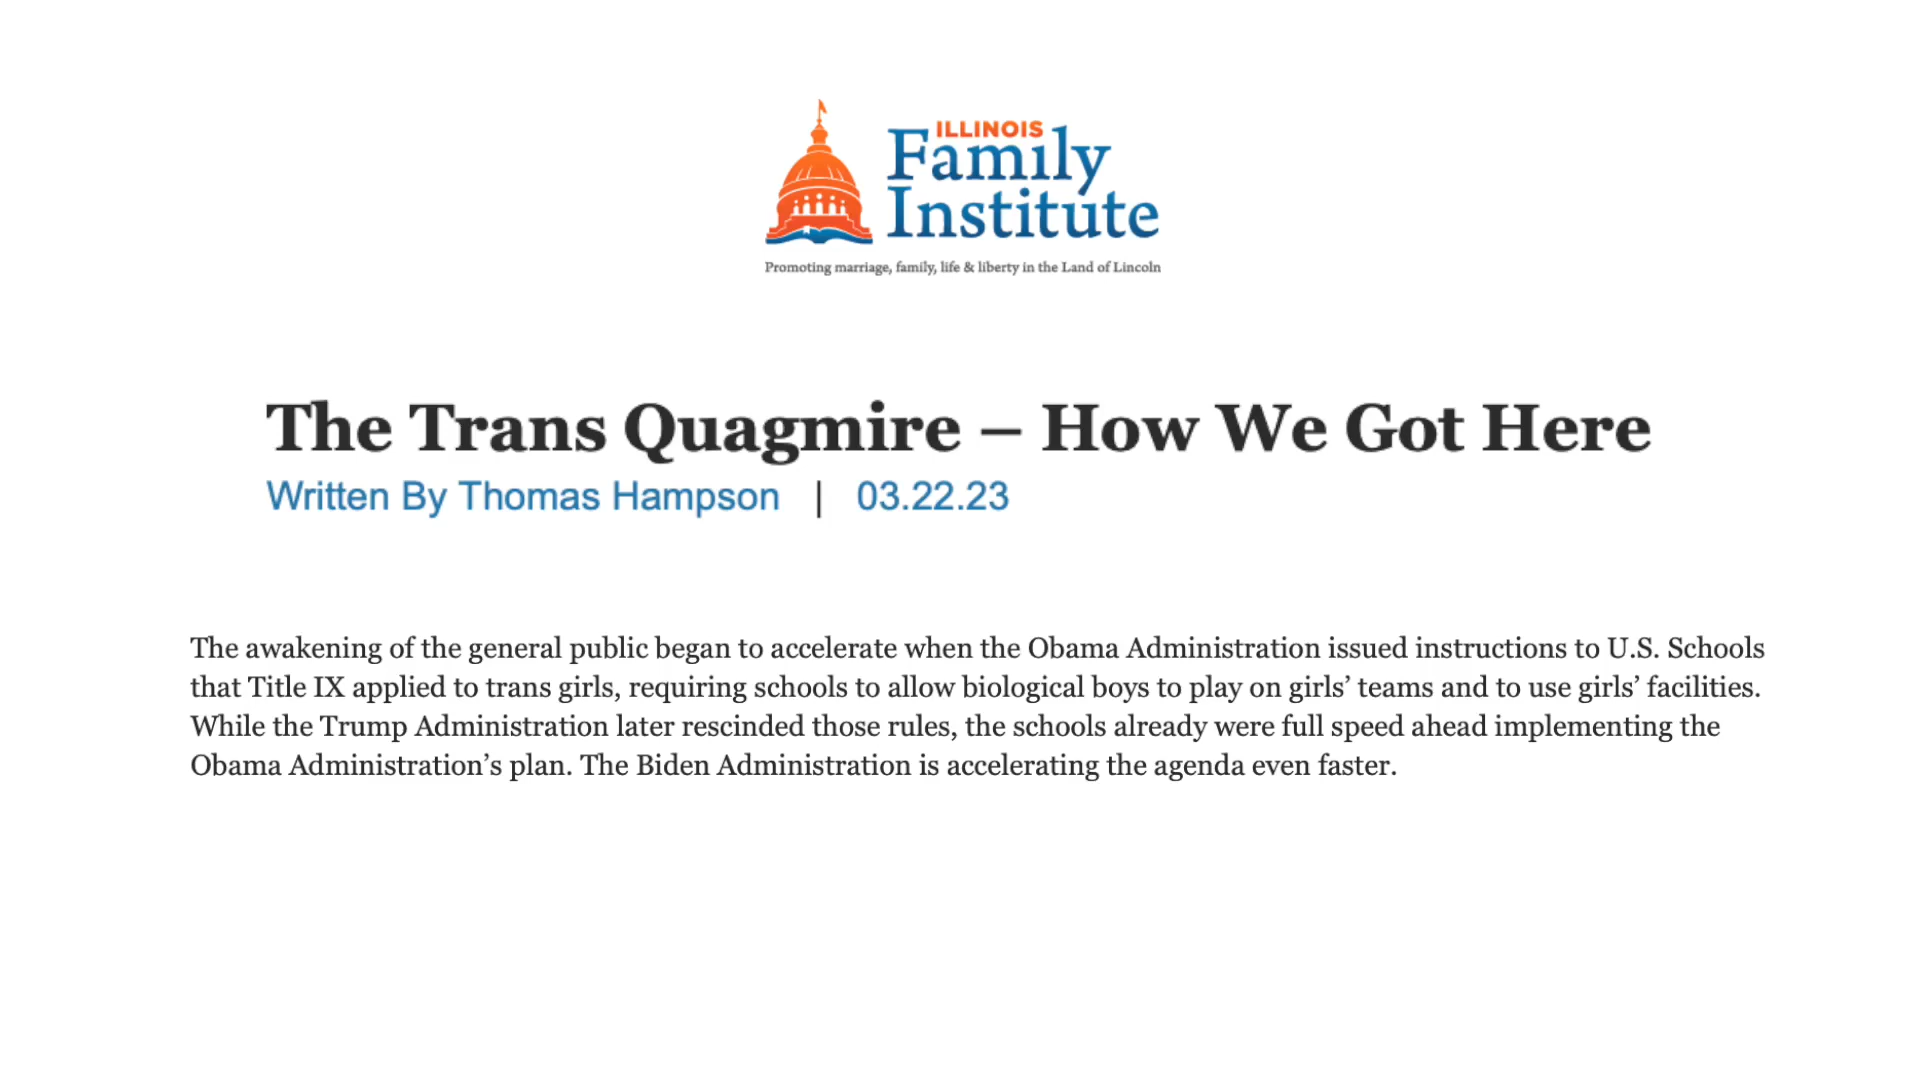 ILLINOIS
Family
Institute
Promoting marriage, family, life & liberty in the Land of Lincoln
The Trans Quagmire – How We Got Here
Written By Thomas Hampson | 03.22.23
The awakening of the general public began to accelerate when the Obama Administration issued instructions to U.S. Schools
that Title IX applied to trans girls, requiring schools to allow biological boys to play on girls’ teams and to use girls’ facilities.
While the Trump Administration later rescinded those rules, the schools already were full speed ahead implementing the
Obama Administration’s plan. The Biden Administration is accelerating the agenda even faster.